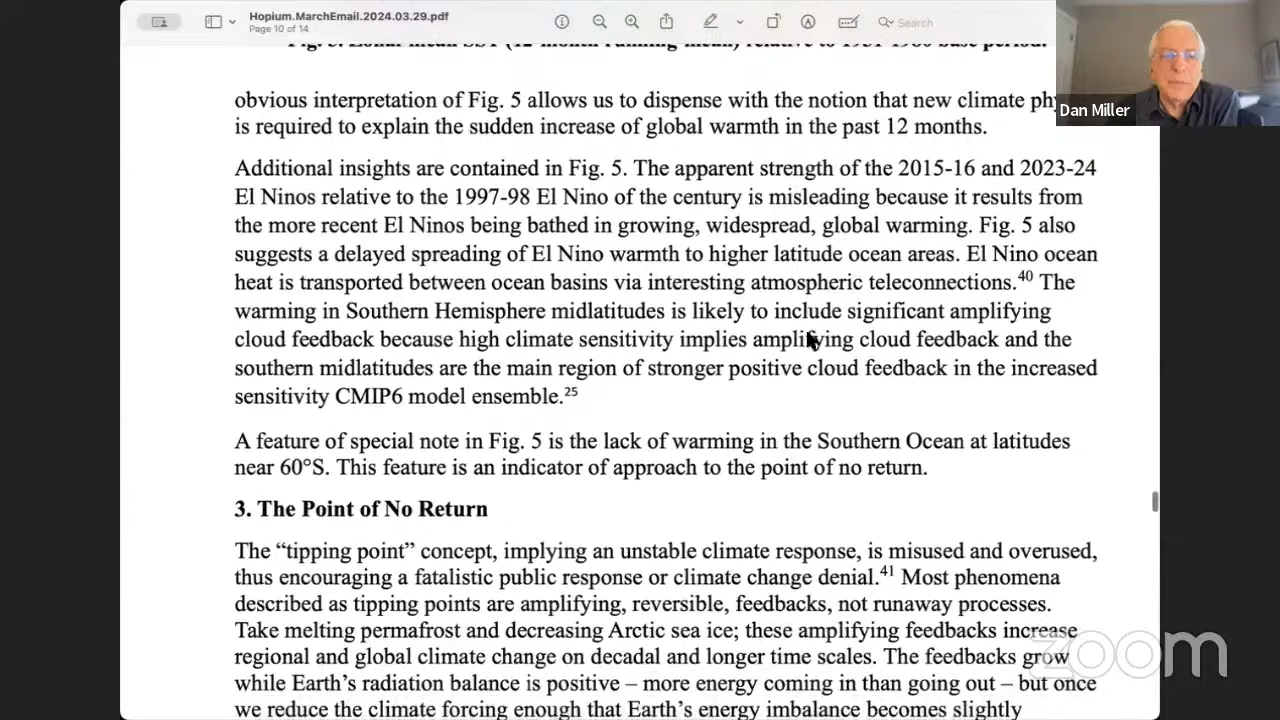 Hopium.MarchEmail.2024.03.29.pdf
Page 10 of 14
Search
Dan Miller
Fig. 5. Zonal mean SST (12-month running mean) relative to 1951-1980 base period.
obvious interpretation of Fig. 5 allows us to dispense with the notion that new climate
is required to explain the sudden increase of global warmth in the past 12 months.
Additional insights are contained in Fig. 5. The apparent strength of the 2015-16 and 2023-24
El Ninos relative to the 1997-98 El Nino of the century is misleading because it results from
the more recent El Ninos being bathed in growing, widespread, global warming. Fig. 5 also
suggests a delayed spreading of El Nino warmth to higher latitude ocean areas. El Nino ocean
heat is transported between ocean basins via interesting atmospheric teleconnections.40 The
warming in Southern Hemisphere midlatitudes is likely to include significant amplifying
cloud feedback because high climate sensitivity implies amplifying cloud feedback and the
southern midlatitudes are the main region of stronger positive cloud feedback in the increased
sensitivity CMIP6 model ensemble.25
A feature of special note in Fig. 5 is the lack of warming in the Southern Ocean at latitudes
near 60°S. This feature is an indicator of approach to the point of no return.
3. The Point of No Return
The “tipping point” concept, implying an unstable climate response, is misused and overused,
thus encouraging a fatalistic public response or climate change denial.41 Most phenomena
described as tipping points are amplifying, reversible, feedbacks, not runaway processes.
Take melting permafrost and decreasing Arctic sea ice; these amplifying feedbacks increase
regional and global climate change on decadal and longer time scales. The feedbacks grow
while Earth’s radiation balance is positive – more energy coming in than going out – but once
we reduce the climate forcing enough that Earth’s energy imbalance becomes slightly
zoom